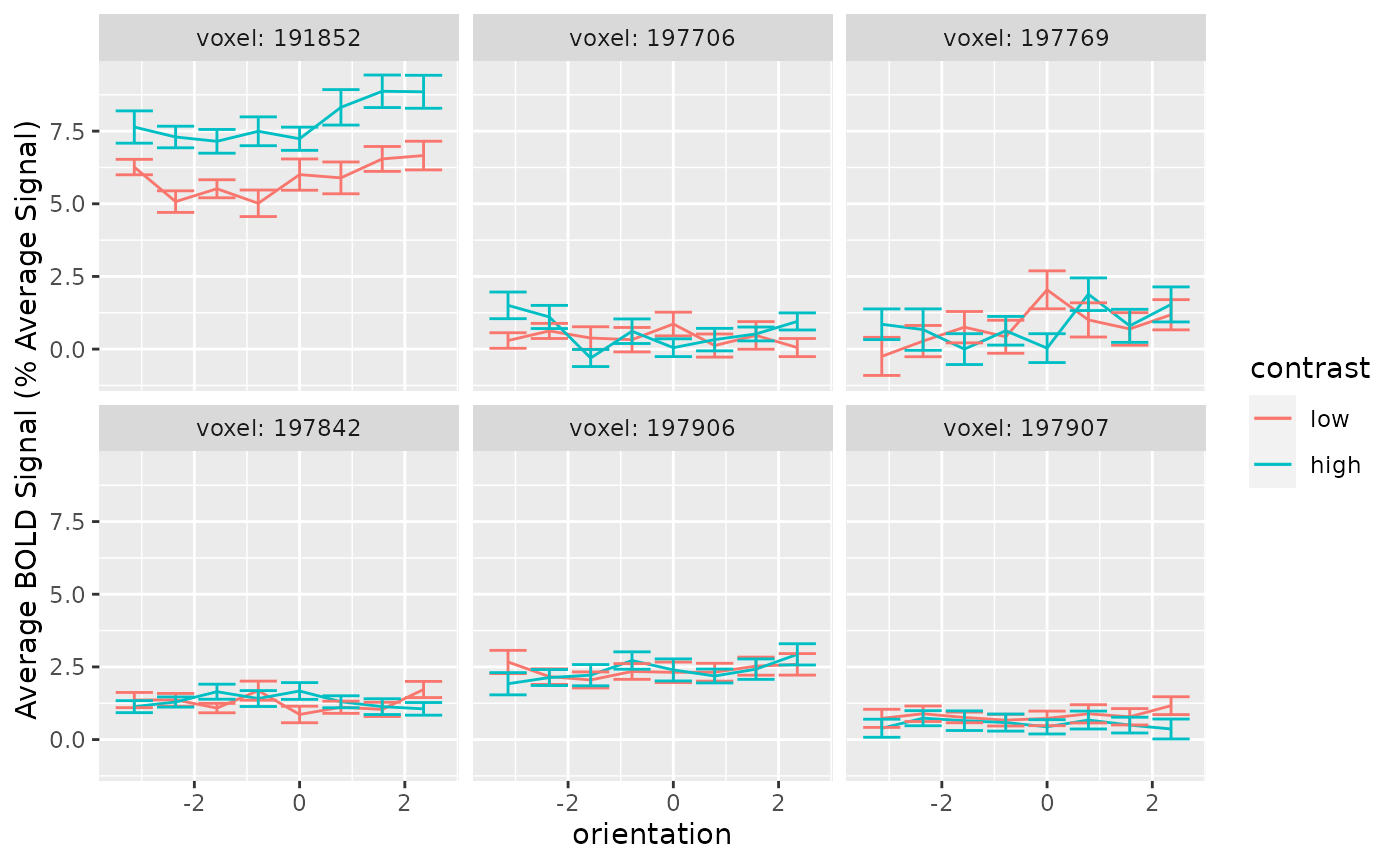 voxel: 191852
voxel: 197706
voxel: 197769
7.5
5.0
2.5
0.0
voxel: 197842
voxel: 197906
voxel: 197907
7.5
5.0
2.5
0.0
-2 0 2
-2 0 2
-2 0 2
orientation
Average BOLD Signal (% Average Signal)
contrast
low
high